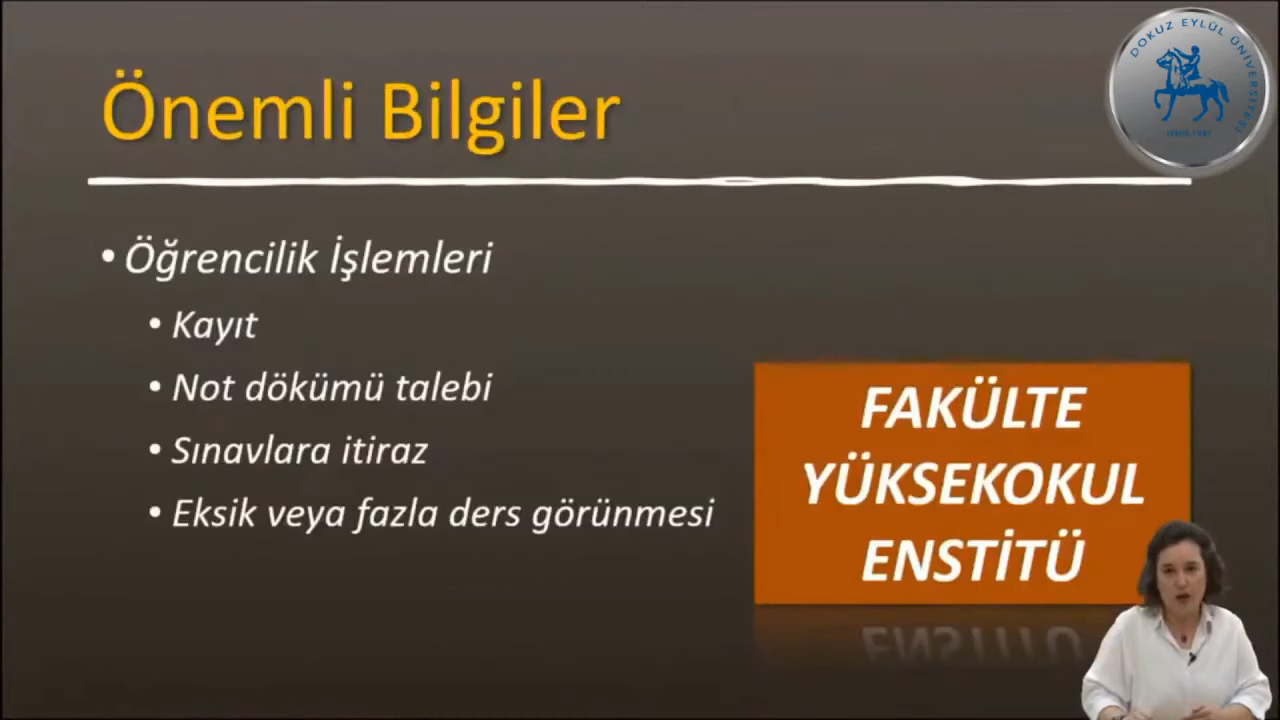 Önemli Bilgiler
DOKUZ EYLÜL ÜNİVERSİTESİ
• Öğrencilik İşlemleri
• Kayıt
• Not dökümü talebi
• Sınavlara itiraz
• Eksik veya fazla ders görünmesi
FAKÜLTE
YÜKSEKOKUL
ENSTİTÜ